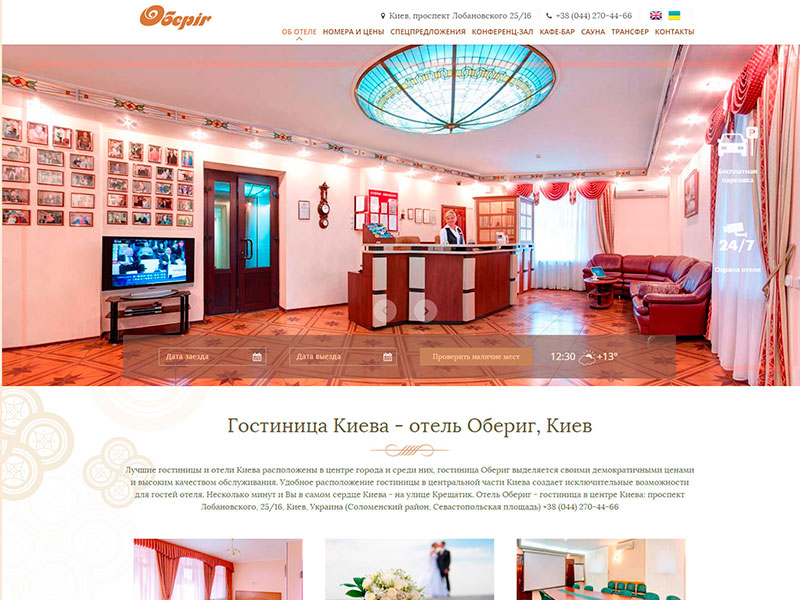 Оберіг
Киев, проспект Лобановского 25/16
+38 (044) 270-44-66
ОБ ОТЕЛЕ НОМЕРА И ЦЕНЫ СПЕЦПРЕДЛОЖЕНИЯ КОНФЕРЕНЦ-ЗАЛ КАФЕ-БАР САУНА ТРАНСФЕР КОНТАКТЫ
P
Бесплатная
парковка
24/7
Охрана отеля
Дата заезда
Дата выезда
Проверить наличие мест
12:30 +13°
Гостиница Киева - отель Обериг, Киев
Лучшие гостиницы и отели Киева расположены в центре города и среди них, гостиница Обериг выделяется своими демократичными ценами
и высоким качеством обслуживания. Удобное расположение гостиницы в центральной части Киева создает исключительные возможности
для гостей отеля. Несколько минут и Вы в самом сердце Киева - на улице Крещатик. Отель Обериг - гостиница в центре Киева: проспект
Лобановского, 25/16, Киев, Украина (Соломенский район, Севастопольская площадь) +38 (044) 270-44-66